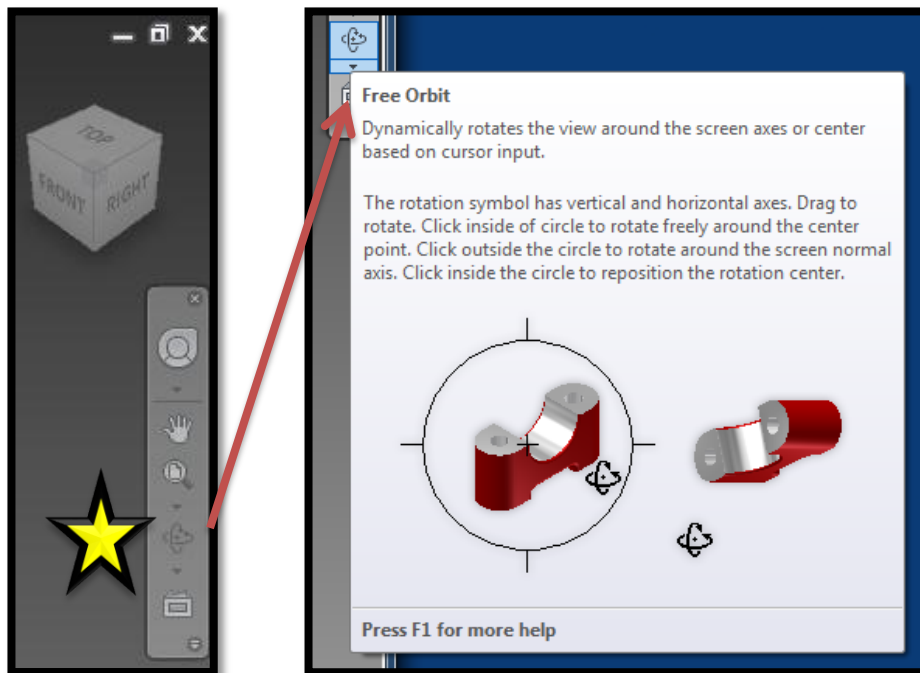 TOP
FRONT
RIGHT
Free Orbit
Dynamically rotates the view around the screen axes or center
based on cursor input.
The rotation symbol has vertical and horizontal axes. Drag to
rotate. Click inside of circle to rotate freely around the center
point. Click outside the circle to rotate around the screen normal
axis. Click inside the circle to reposition the rotation center.
Press F1 for more help